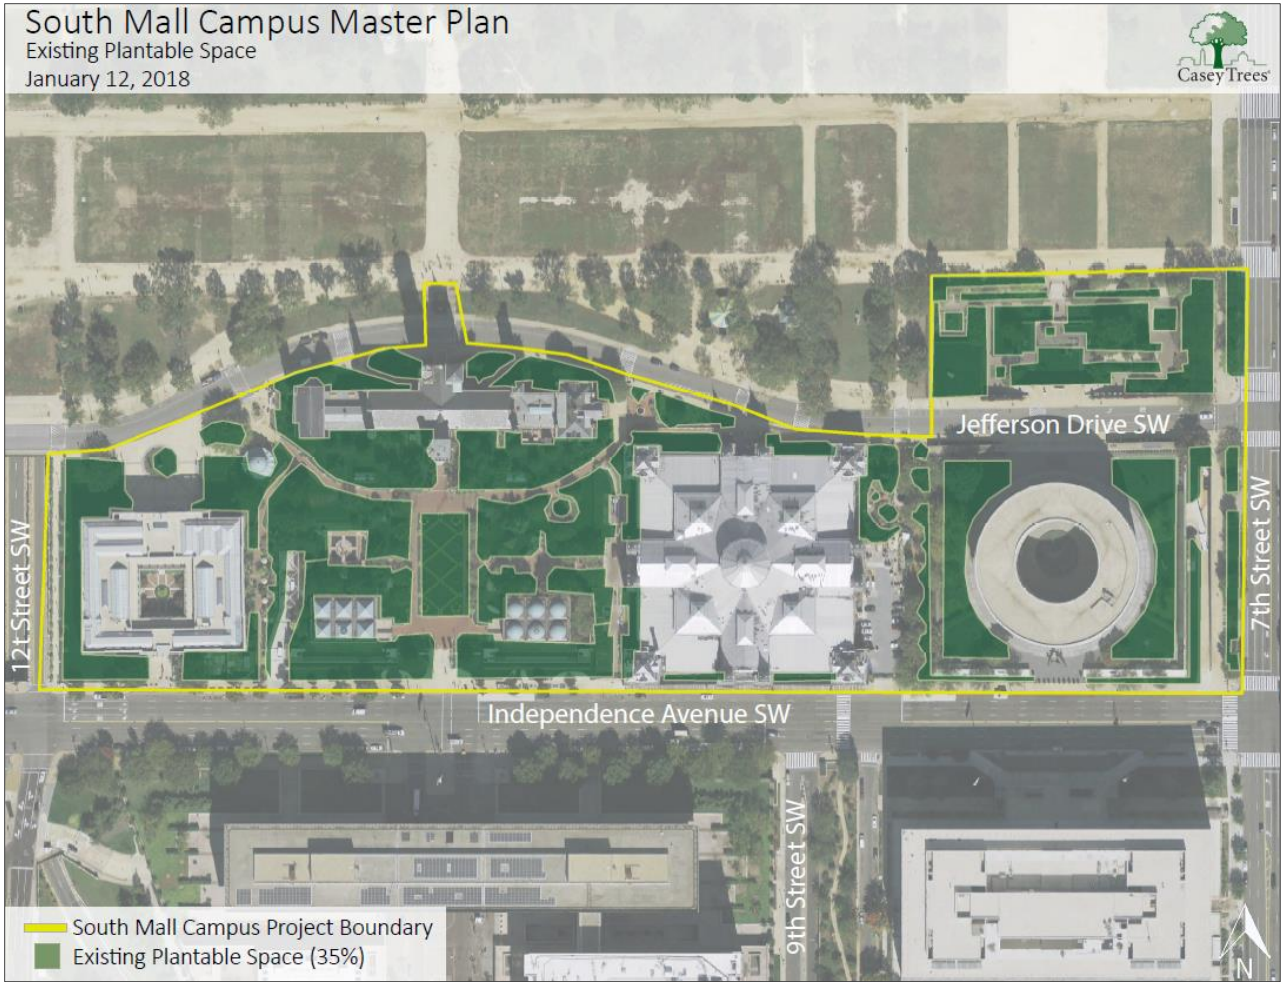 South Mall Campus Master Plan
Existing Plantable Space
January 12, 2018
Casey Trees®
Jefferson Drive SW
12t Street SW
7th Street SW
Independence Avenue SW
9th Street SW
South Mall Campus Project Boundary
Existing Plantable Space (35%)
N